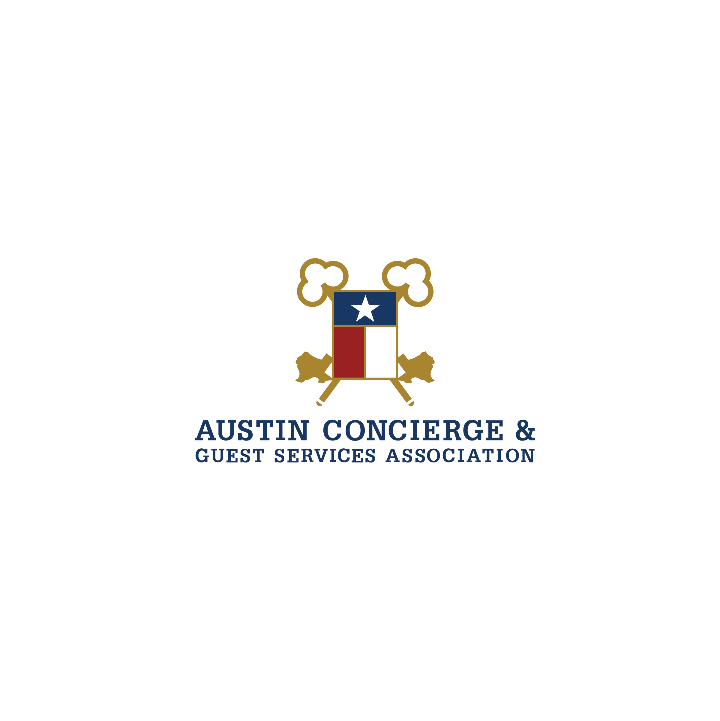 AUSTIN CONCIERGE &
GUEST SERVICES ASSOCIATION